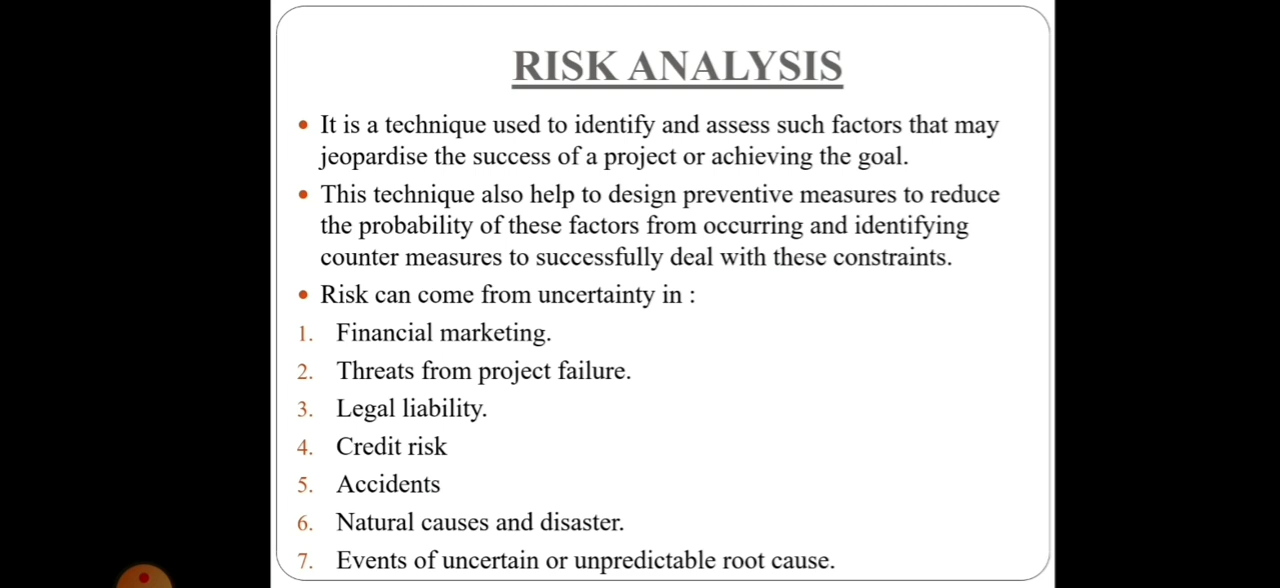 RISK ANALYSIS
• It is a technique used to identify and assess such factors that may
jeopardise the success of a project or achieving the goal.
• This technique also help to design preventive measures to reduce
the probability of these factors from occurring and identifying
counter measures to successfully deal with these constraints.
• Risk can come from uncertainty in :
1. Financial marketing.
2. Threats from project failure.
3. Legal liability.
4. Credit risk
5. Accidents
6. Natural causes and disaster.
7. Events of uncertain or unpredictable root cause.